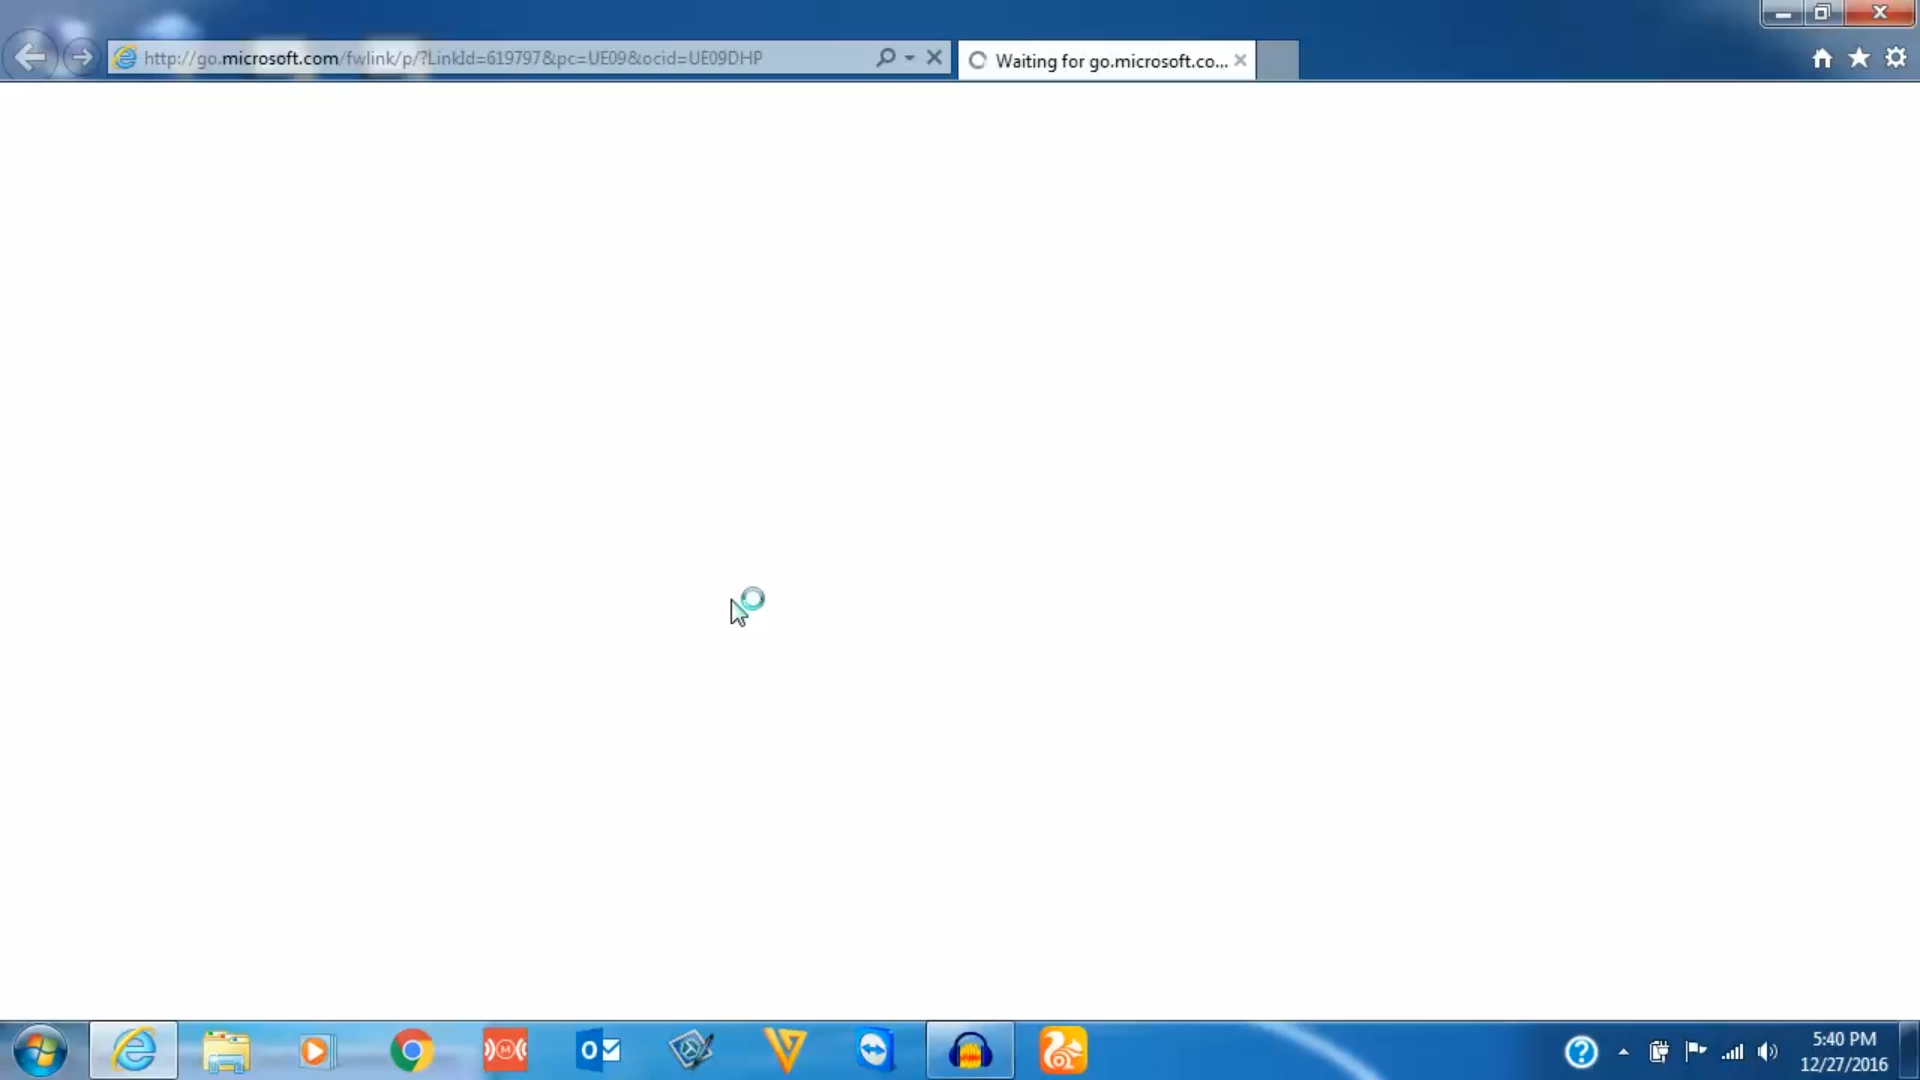 http://go.microsoft.com/fwlink/p/?LinkId=619797&pc=UE09&ocid=UE09DHP
Waiting for go.microsoft.co...
5:40 PM
12/27/2016